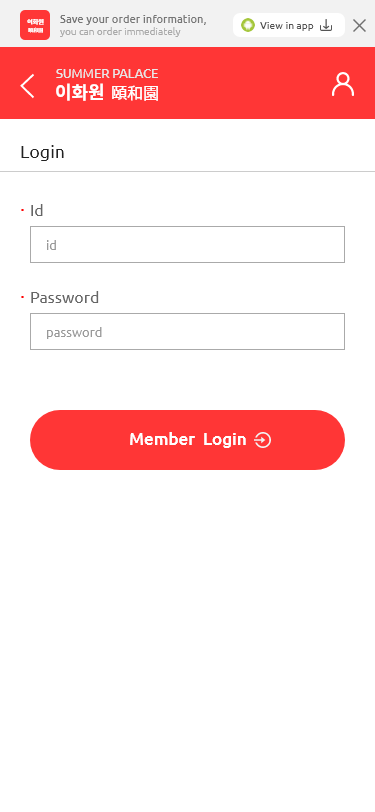 이화원
頤和園
Save your order information,
you can order immediately
View in app
SUMMER PALACE
이화원 頤和園
Login
Id
id
Password
password
Member Login